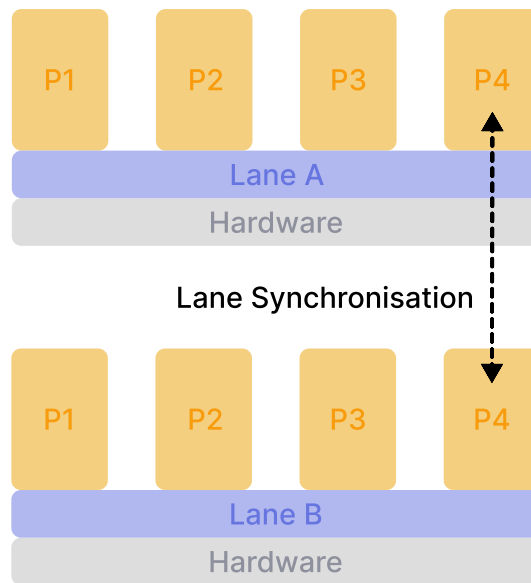 P1 P2 P3 P4
Lane A
Hardware
Lane Synchronisation
P1 P2 P3 P4
Lane B
Hardware